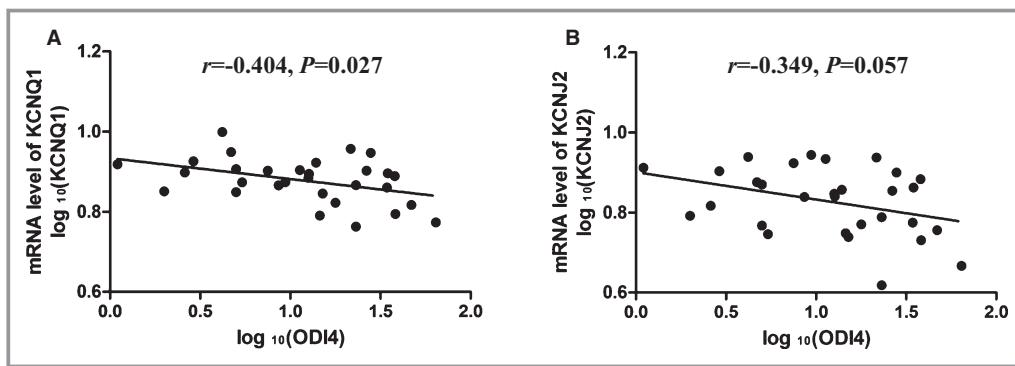 A
r=-0.404, P=0.027
mRNA level of KCNQ1
log 10(KCNQ1)
1.2
1.0
0.8
0.6
0.0 0.5 1.0 1.5 2.0
log 10(ODI4)
B
r=-0.349, P=0.057
mRNA level of KCNJ2
log 10(KCNJ2)
1.2
1.0
0.8
0.6
0.0 0.5 1.0 1.5 2.0
log 10(ODI4)